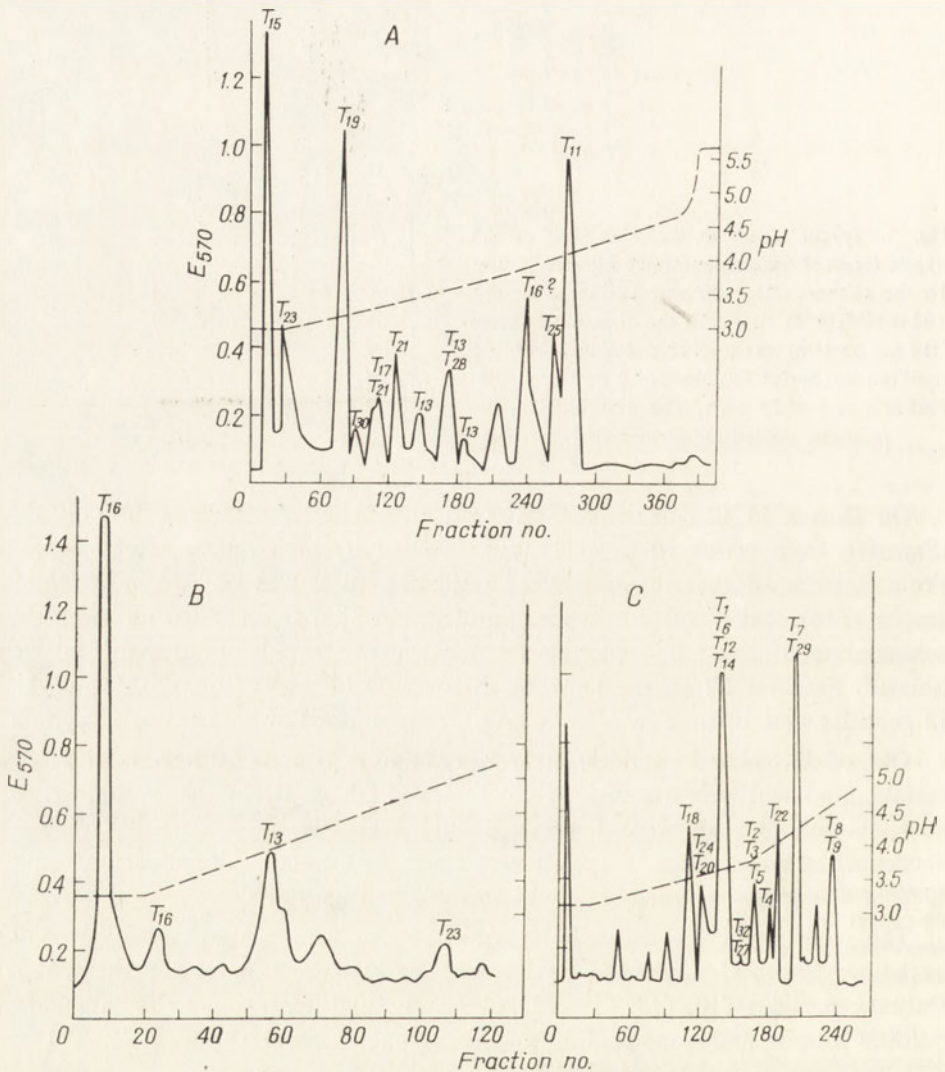 A
T15
T23
T19
T30
T17
T21
T21
T13
T13
T28
T13
T16 ?
T25
T11
1.2
1.0
0.8
0.6
0.4
0.2
E570
5.5
5.0
4.5
4.0
3.5
3.0
pH
0 60 120 180 240 300 360
Fraction no.
B
T16
T16
T13
T23
1.4
1.2
1.0
0.8
0.6
0.4
0.2
0
E570
0 20 40 60 80 100 120
C
T18
T24
T20
T1
T6
T12
T14
T32
T27
T2
T3
T5
T4
T22
T7
T29
T8
T9
5.0
4.5
4.0
3.5
3.0
pH
0 60 120 180 240
Fraction no.